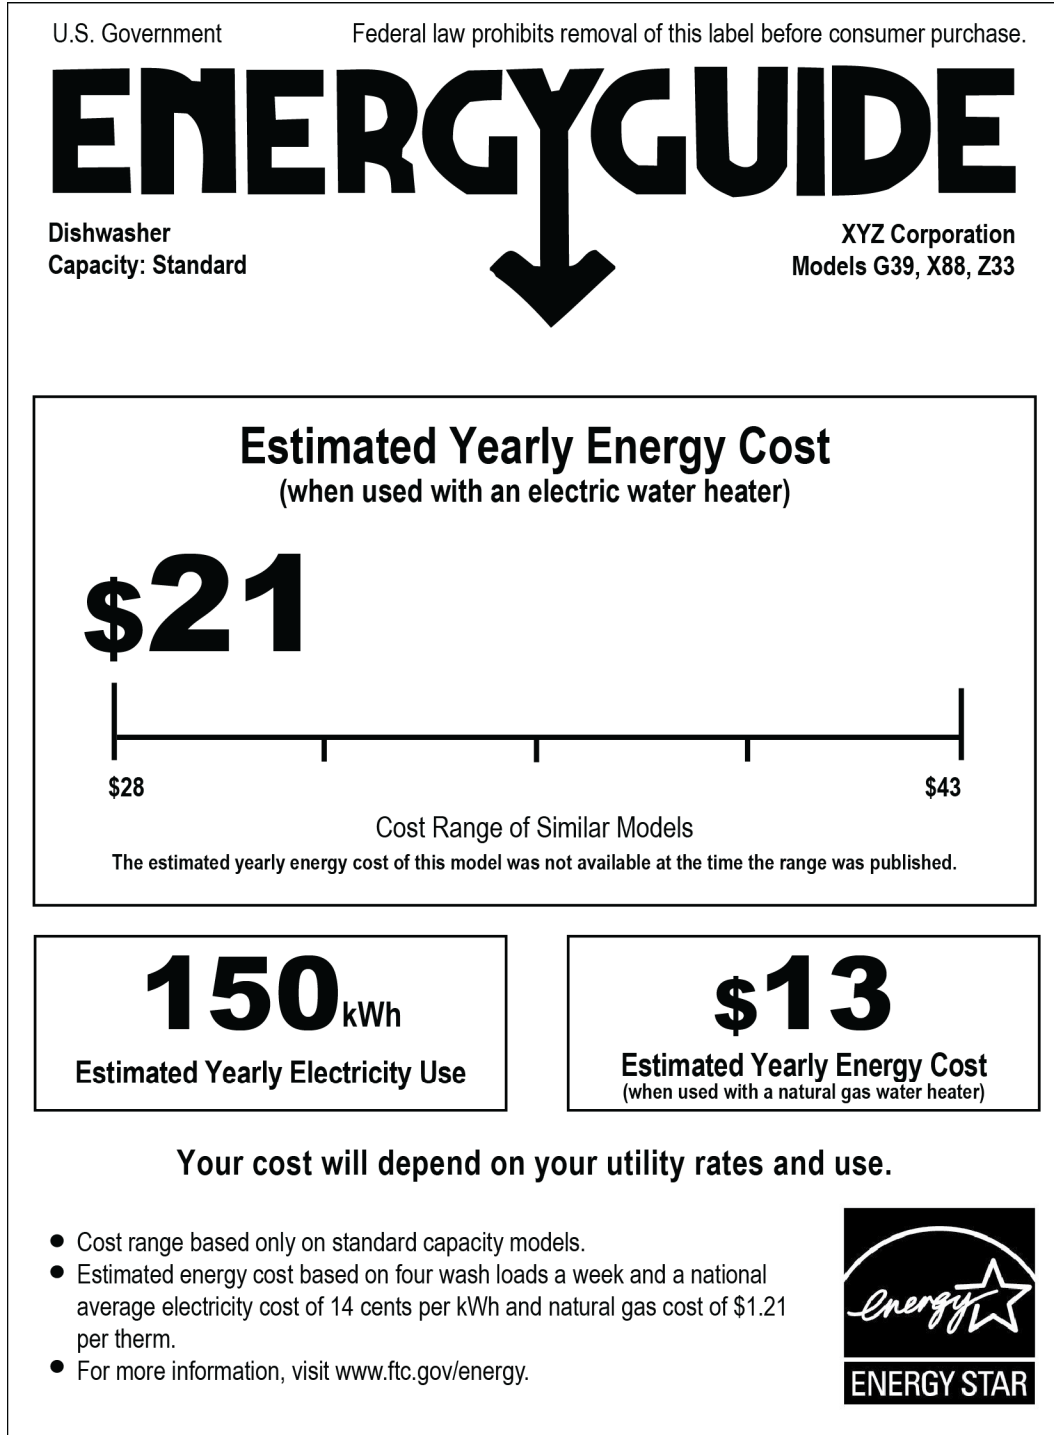 U.S. Government
Federal law prohibits removal of this label before consumer purchase.
ENERGYGUIDE
Dishwasher
Capacity: Standard
XYZ Corporation
Models G39, X88, Z33
Estimated Yearly Energy Cost
(when used with an electric water heater)
$21
$28
$43
Cost Range of Similar Models
The estimated yearly energy cost of this model was not available at the time the range was published.
150 kWh
Estimated Yearly Electricity Use
$13
Estimated Yearly Energy Cost
(when used with a natural gas water heater)
Your cost will depend on your utility rates and use.
● Cost range based only on standard capacity models.
● Estimated energy cost based on four wash loads a week and a national
average electricity cost of 14 cents per kWh and natural gas cost of $1.21
per therm.
● For more information, visit www.ftc.gov/energy.
energy
ENERGY STAR